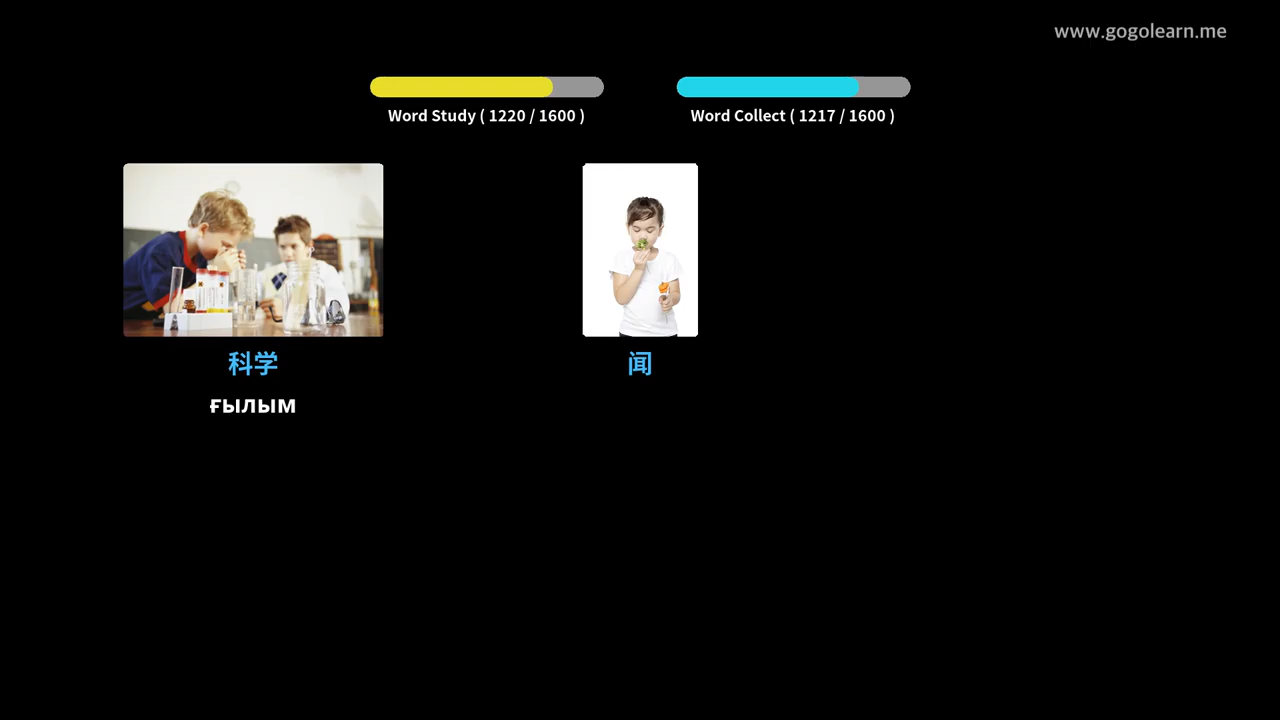 www.gogolearn.me
Word Study ( 1220 / 1600 )
Word Collect ( 1217 / 1600 )
科学
闻
ғылым